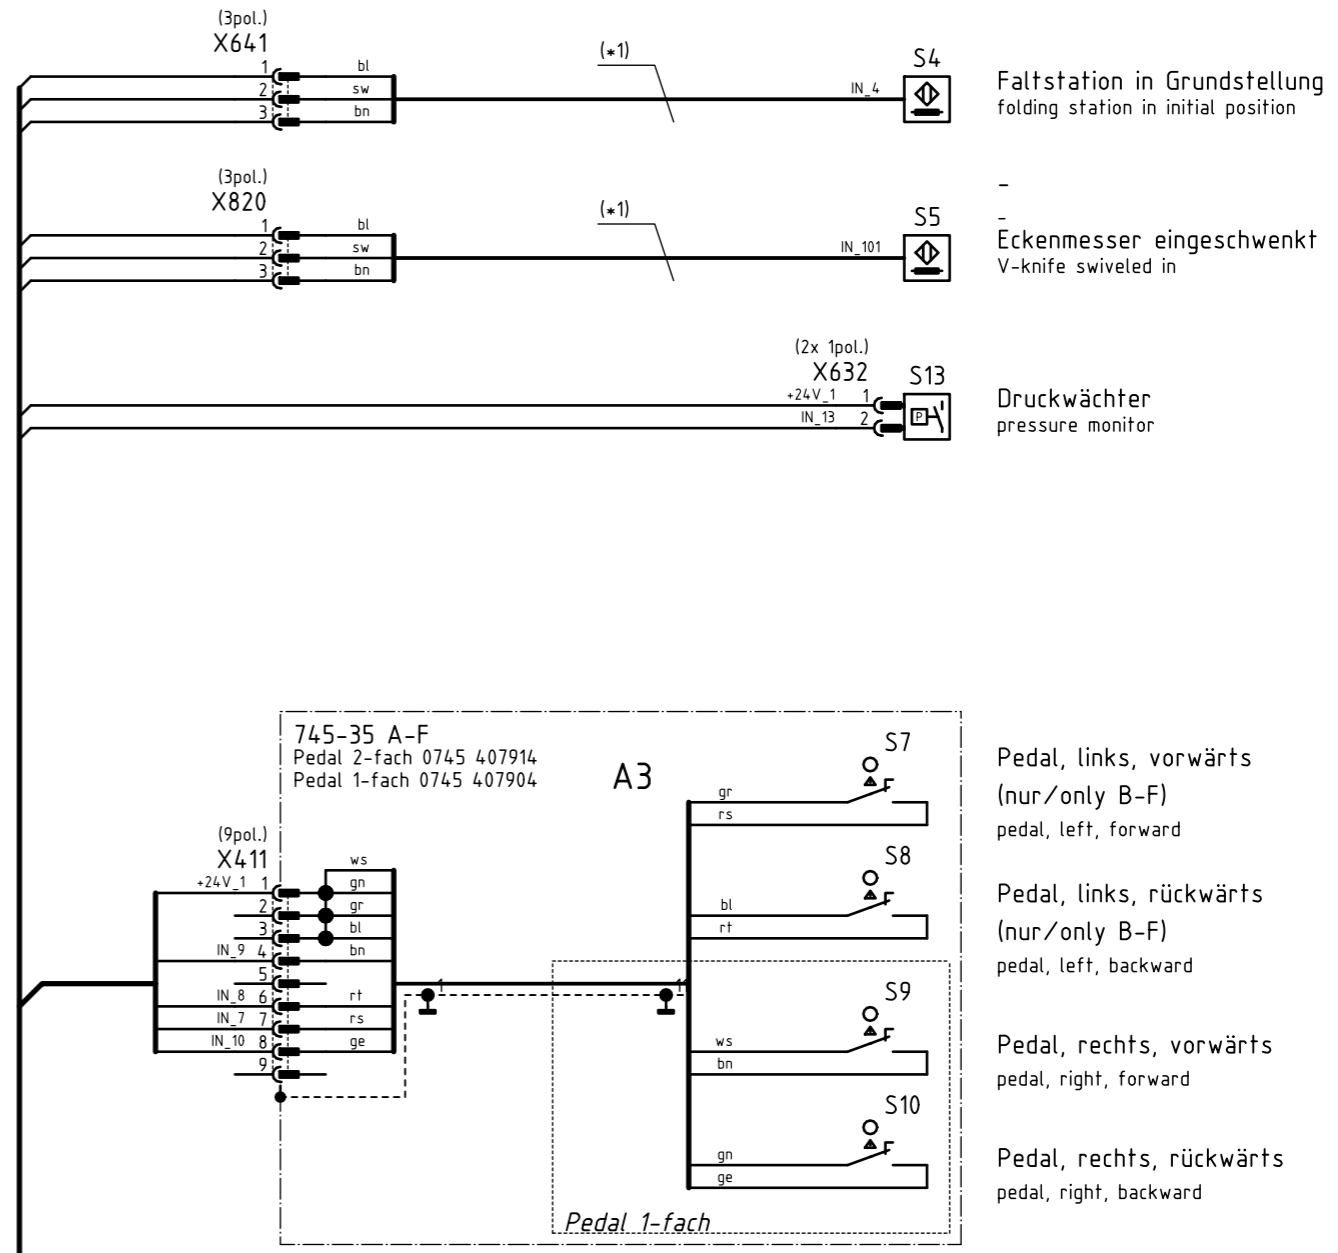 (3pol.)
X641
1 bl
2 sw
3 bn
(*1)
IN_4
S4
Faltstation in Grundstellung
folding station in initial position
-
-
(3pol.)
X820
1 bl
2 sw
3 bn
(*1)
IN_101
S5
Eckenmesser eingeschwenkt
V-knife swiveled in
(2x 1pol.)
X632
S13
+24V_1 1
IN_13 2
P
Druckwächter
pressure monitor
745-35 A-F
Pedal 2-fach 0745 407914
Pedal 1-fach 0745 407904
A3
(9pol.)
X411
ws
+24V_1 1 gn
2 gr
3 bl
IN_9 4 bn
5
IN_8 6 rt
IN_7 7 rs
IN_10 8 ge
9
1
1
S7
gr
rs
Pedal, links, vorwärts
(nur/only B-F)
pedal, left, forward
S8
bl
rt
Pedal, links, rückwärts
(nur/only B-F)
pedal, left, backward
S9
ws
bn
Pedal, rechts, vorwärts
pedal, right, forward
S10
gn
ge
Pedal, rechts, rückwärts
pedal, right, backward
Pedal 1-fach